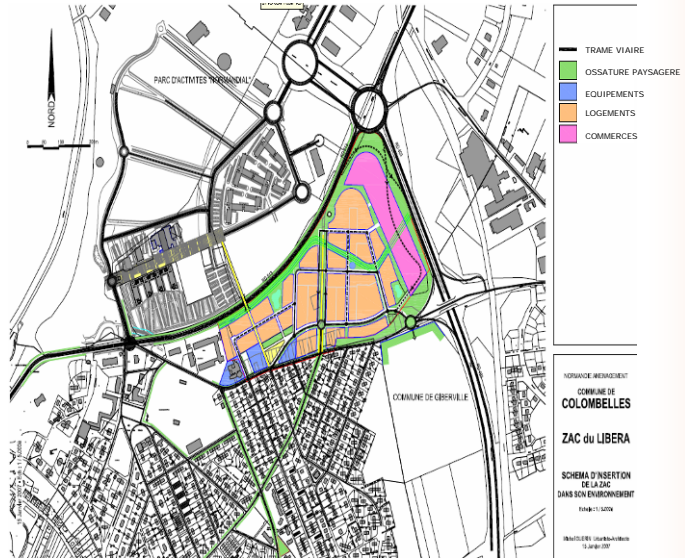 PARC D'ACTIVITES "NORMANDIAL"
NORD
COMMUNE DE GIBERVILLE
TRAME VIAIRE
OSSATURE PAYSAGERE
EQUIPEMENTS
LOGEMENTS
COMMERCES
NORMANDIE AMENAGEMENT
COMMUNE DE
COLOMBELLES
ZAC du LIBERA
SCHEMA D'INSERTION
DE LA ZAC
DANS SON ENVIRONNEMENT